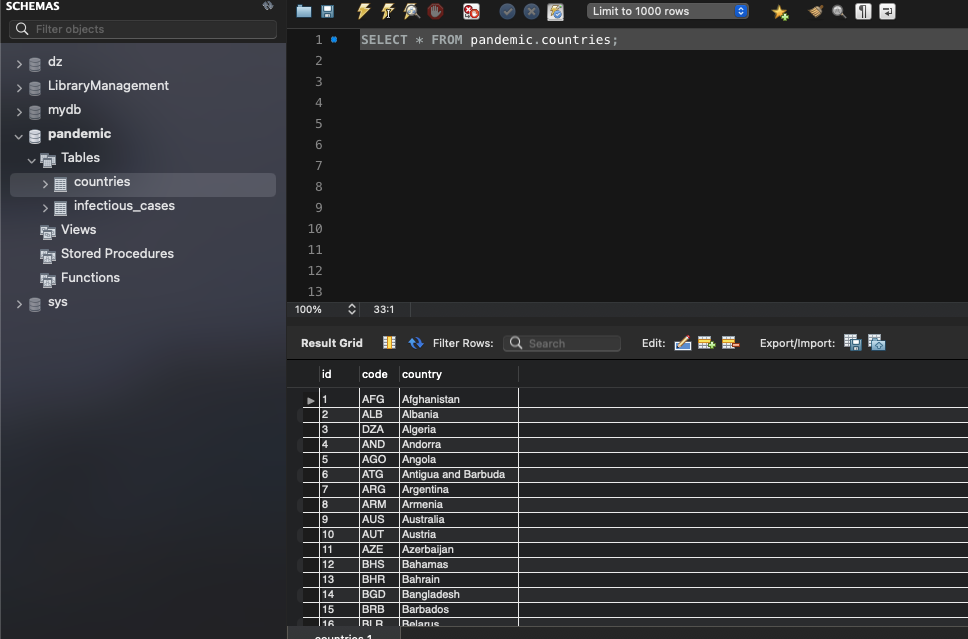 SCHEMAS
Filter objects
dz
LibraryManagement
mydb
pandemic
Tables
countries
infectious_cases
Views
Stored Procedures
Functions
sys
Limit to 1000 rows
1 SELECT * FROM pandemic.countries;
2
3
4
5
6
7
8
9
10
11
12
13
100% 33:1
Result Grid Filter Rows: Search Edit: Export/Import:
id code country
1 AFG Afghanistan
2 ALB Albania
3 DZA Algeria
4 AND Andorra
5 AGO Angola
6 ATG Antigua and Barbuda
7 ARG Argentina
8 ARM Armenia
9 AUS Australia
10 AUT Austria
11 AZE Azerbaijan
12 BHS Bahamas
13 BHR Bahrain
14 BGD Bangladesh
15 BRB Barbados
16 BLR Belarus
countries 1